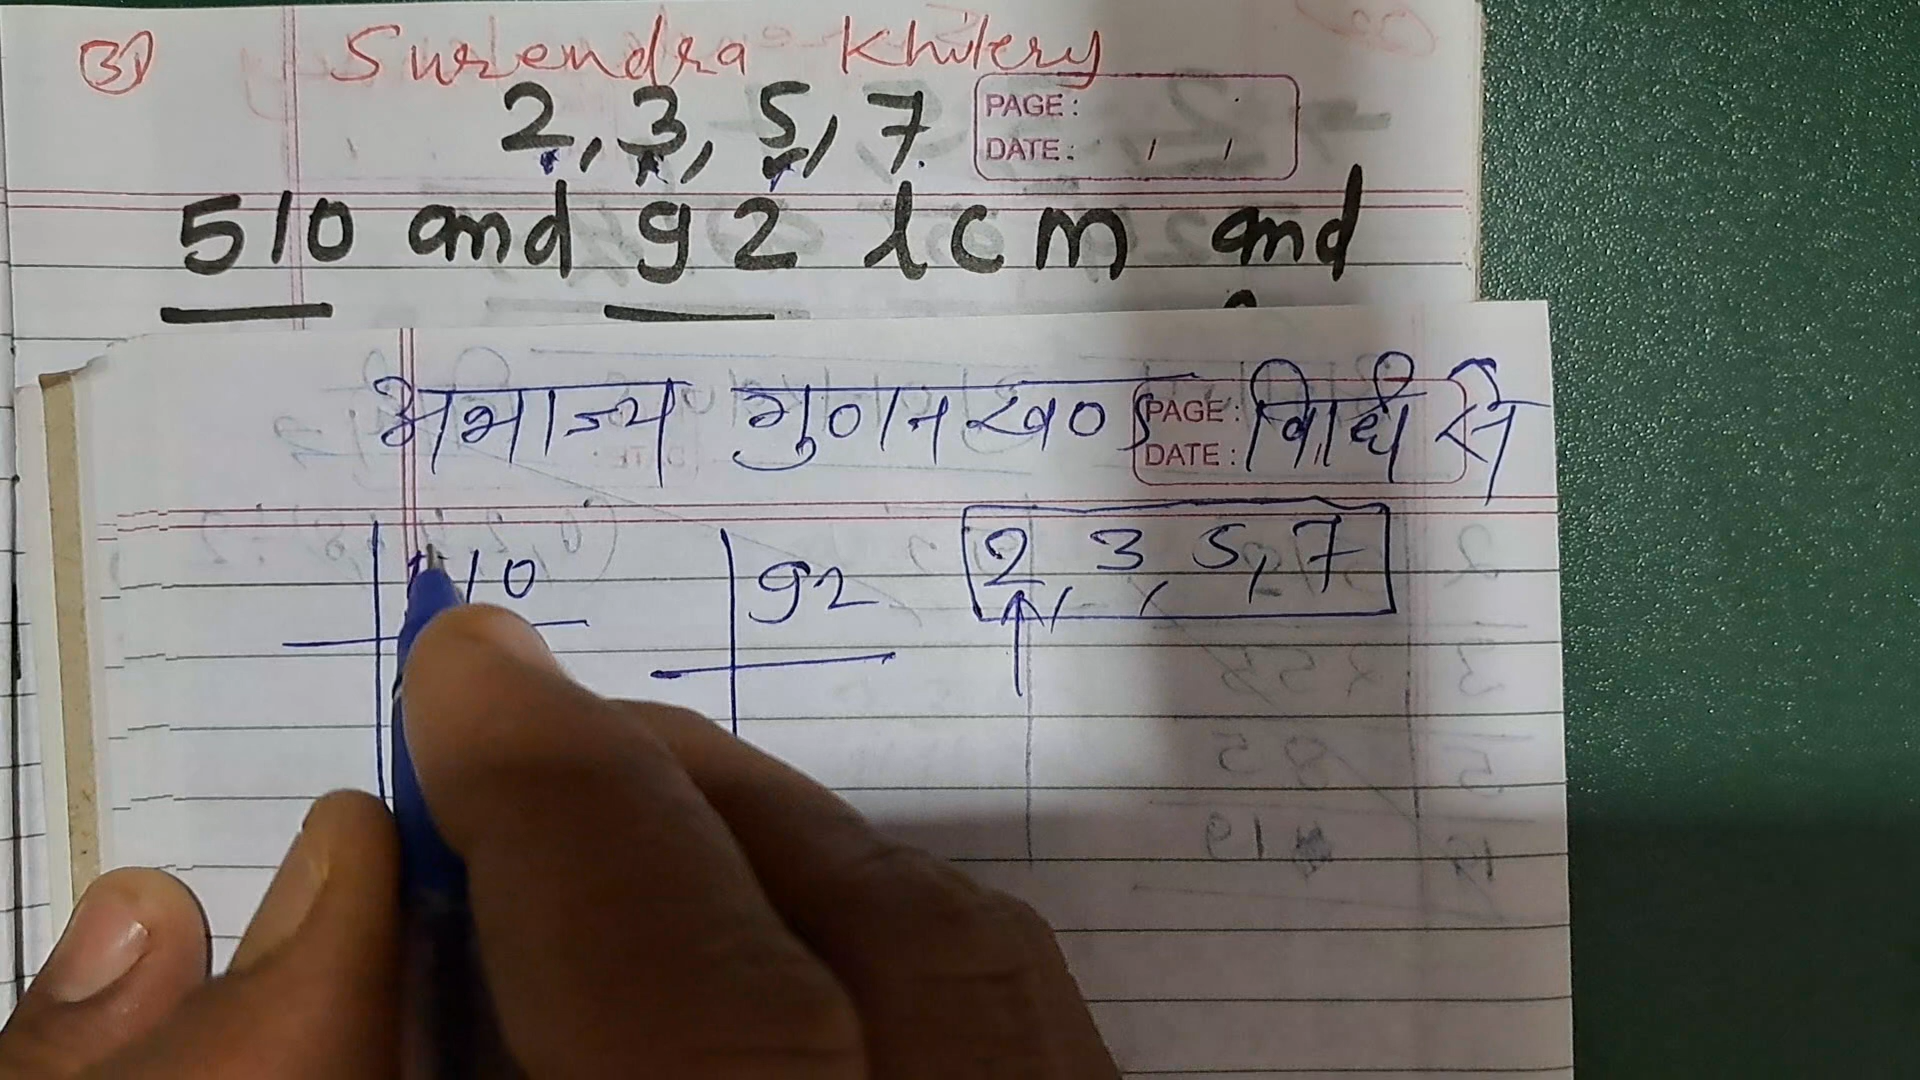 31 Surendra Khilery
2, 3, 5, 7
PAGE:
DATE: / /
510 and 92 lcm and
अभाज्य गुणनखण्ड विधि से
PAGE:
DATE:
10 92 2, 3, 5, 7